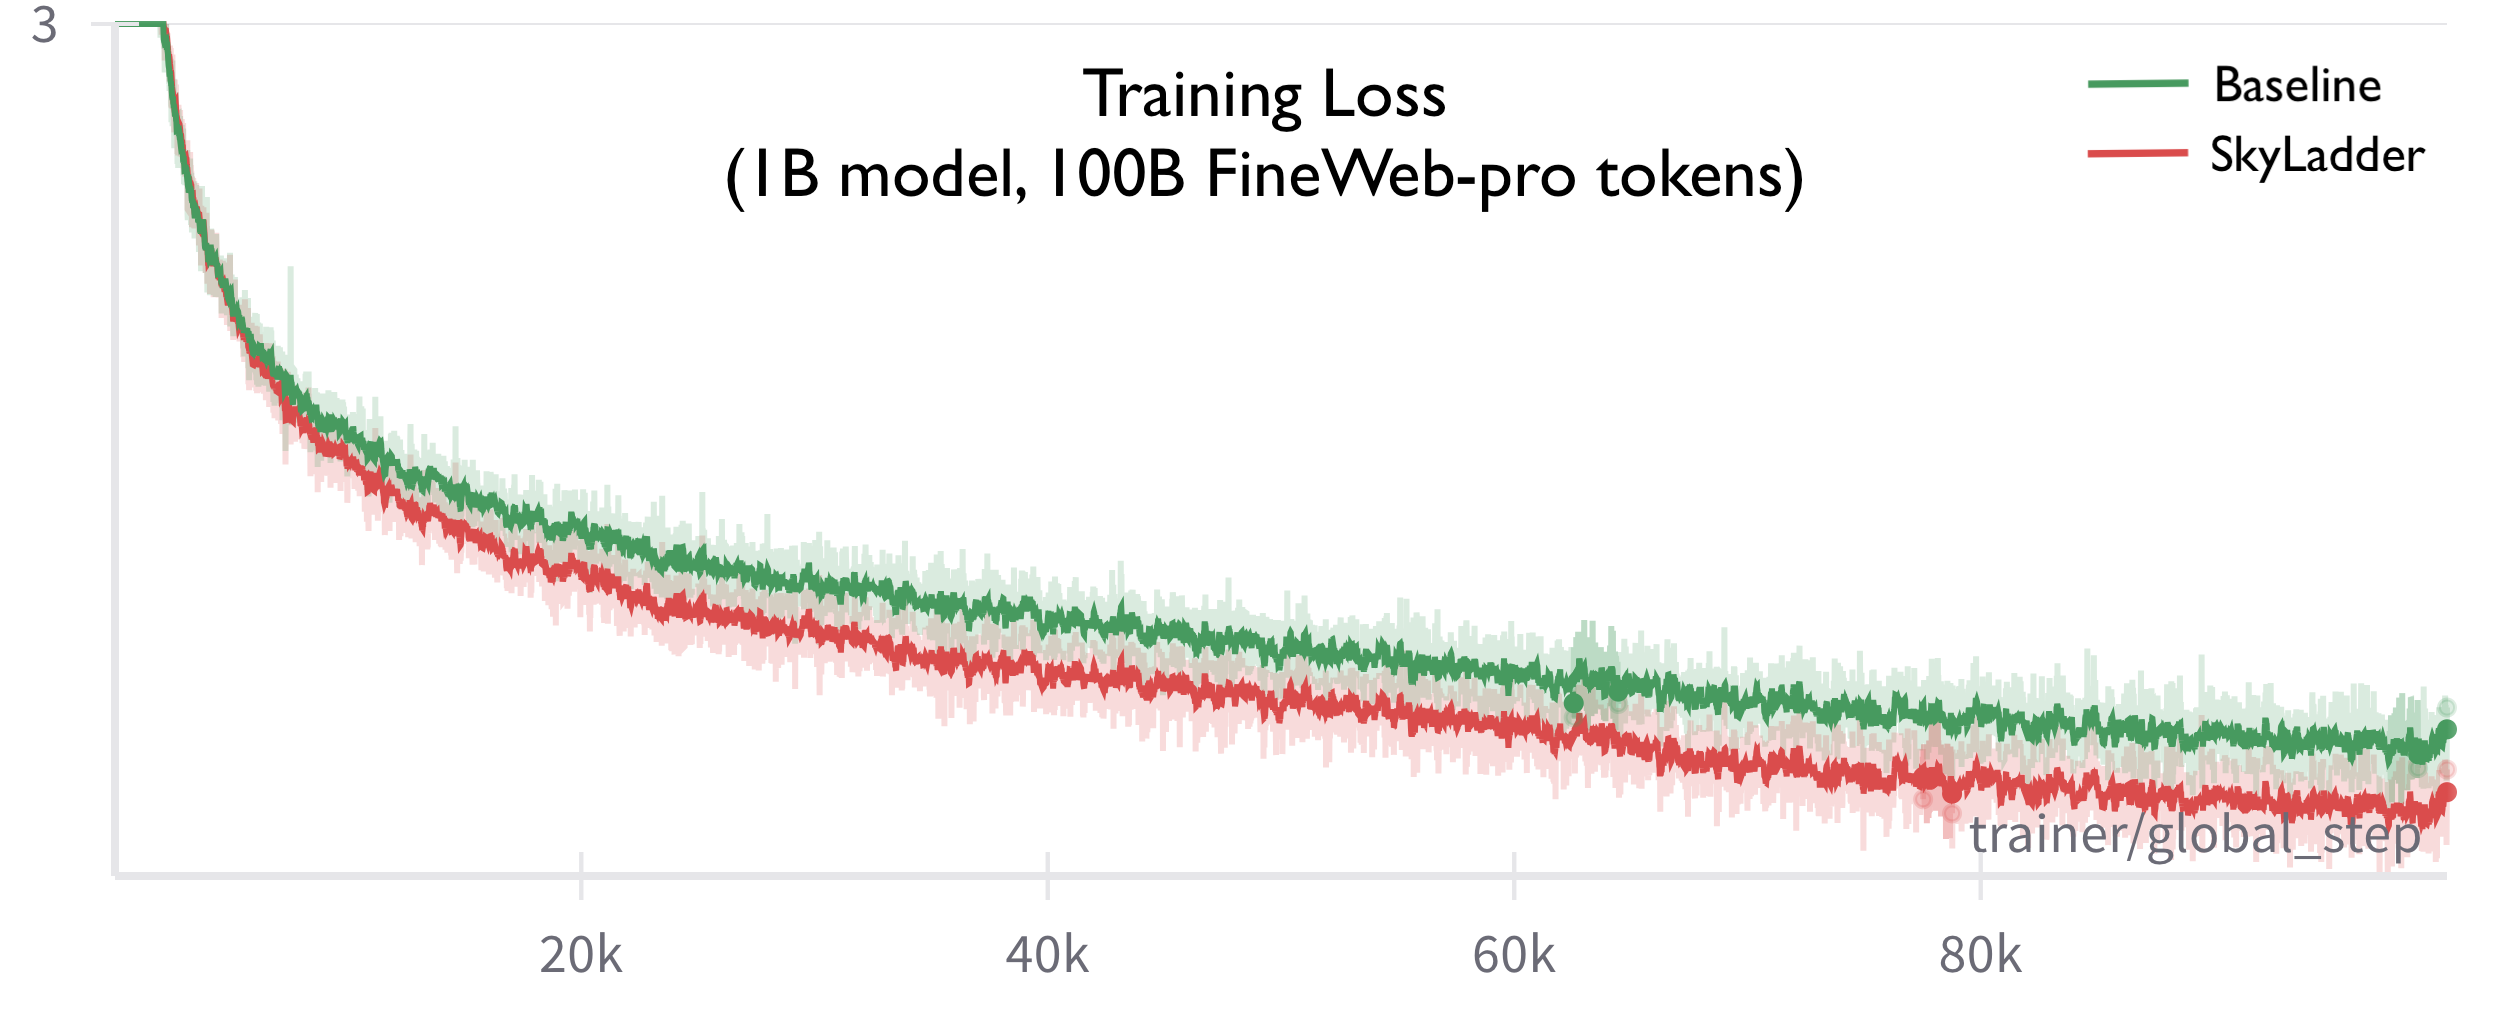 3
Training Loss
(1B model, 100B FineWeb-pro tokens)
Baseline
SkyLadder
trainer/global_step
20k
40k
60k
80k